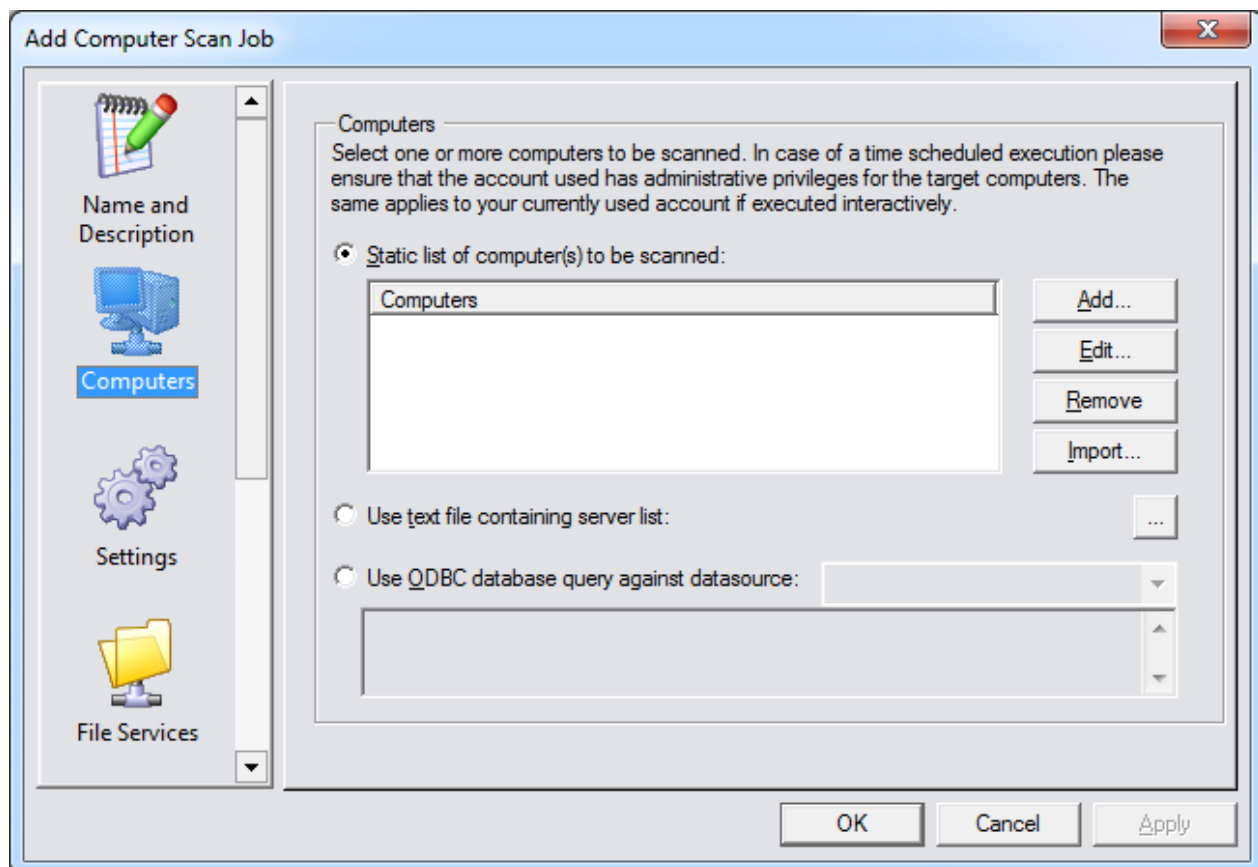 Add Computer Scan Job
Name and
Description
Computers
Settings
File Services
Computers
Select one or more computers to be scanned. In case of a time scheduled execution please
ensure that the account used has administrative privileges for the target computers. The
same applies to your currently used account if executed interactively.
Static list of computer(s) to be scanned:
Computers
Add...
Edit...
Remove
Import...
Use text file containing server list:
...
Use ODBC database query against datasource:
OK
Cancel
Apply